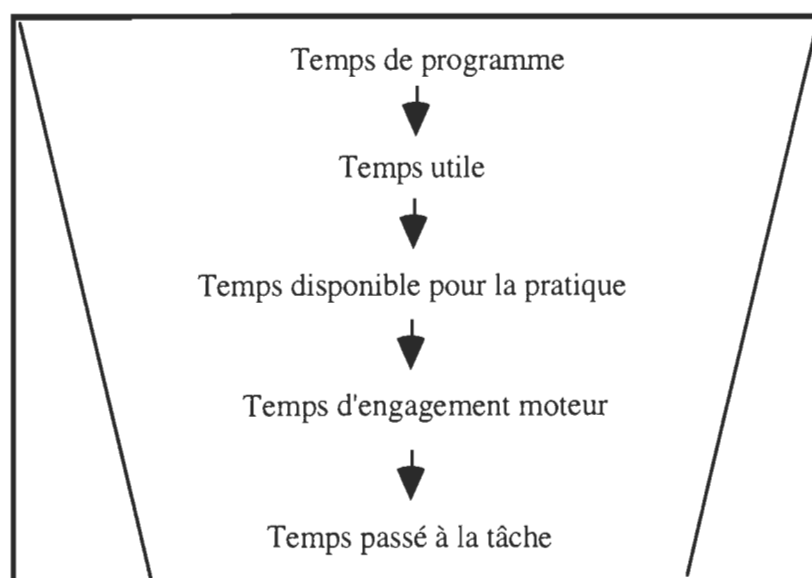 Temps de programme
Temps utile
Temps disponible pour la pratique
Temps d'engagement moteur
Temps passé à la tâche